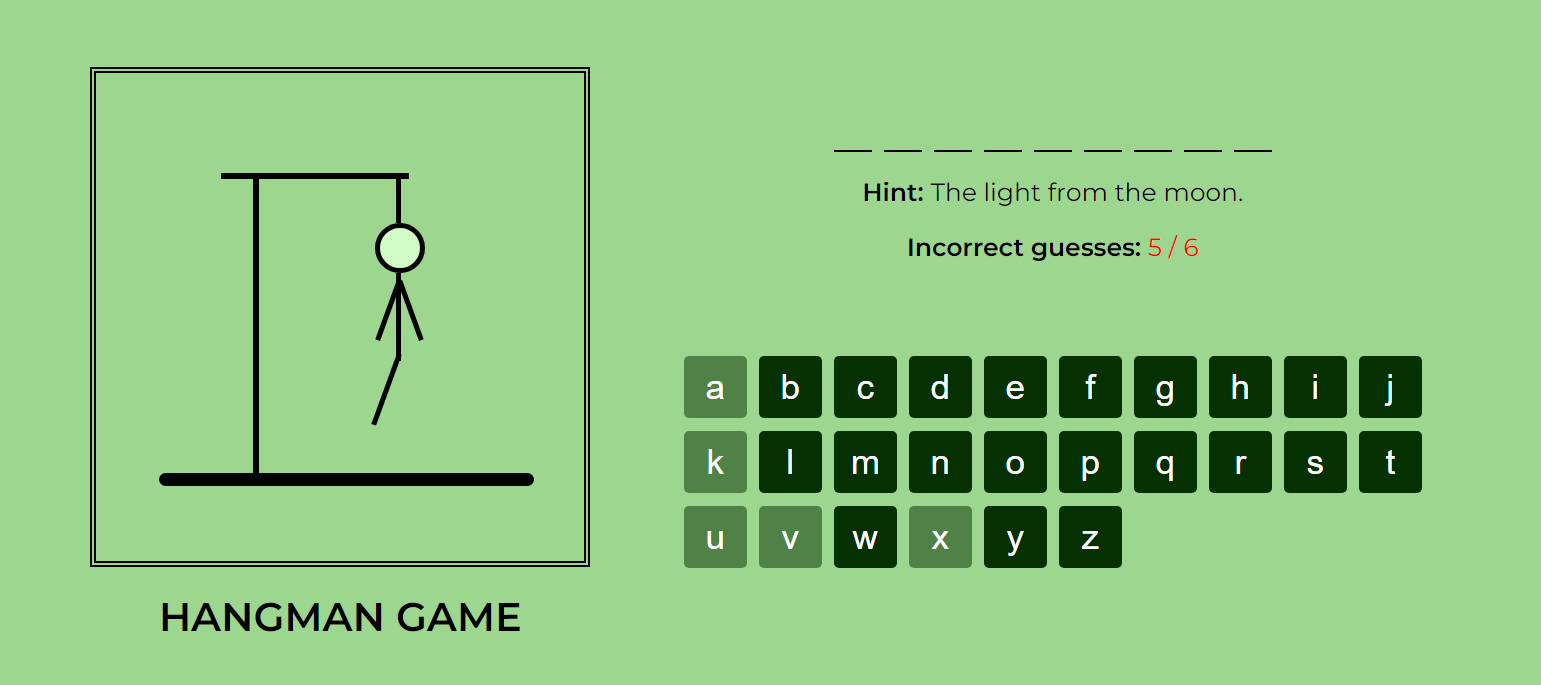 Hint: The light from the moon.
Incorrect guesses: 5 / 6
a b c d e f g h i j
k l m n o p q r s t
u v w x y z
HANGMAN GAME